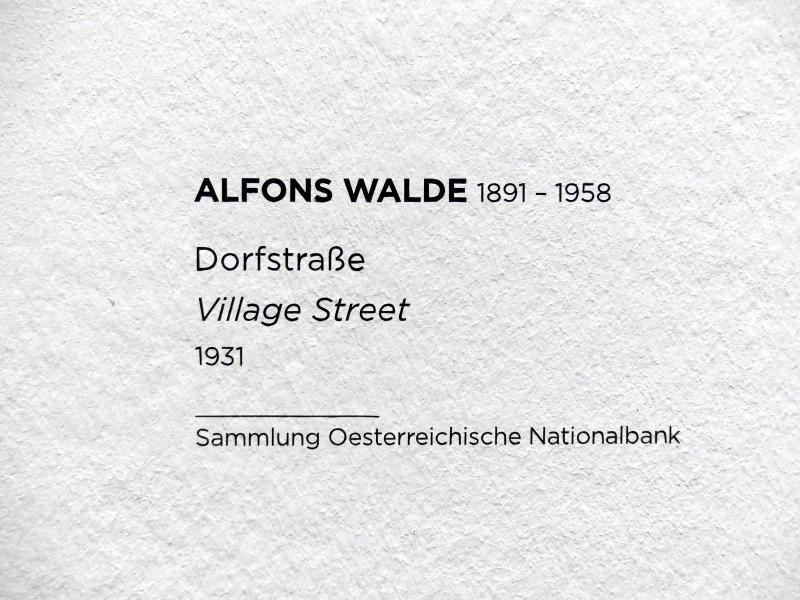 ALFONS WALDE 1891 – 1958
Dorfstraße
Village Street
1931
Sammlung Oesterreichische Nationalbank